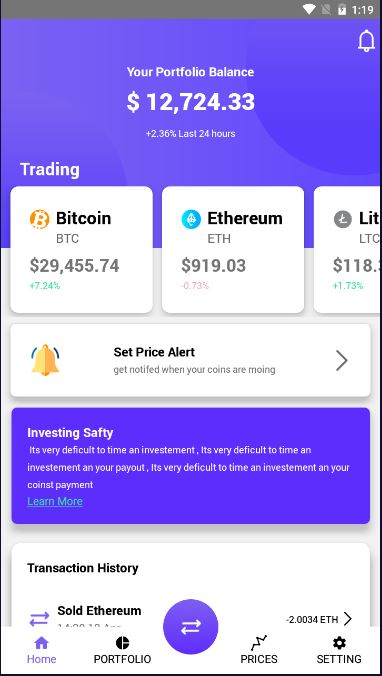 1:19
Your Portfolio Balance
$ 12,724.33
+2.36% Last 24 hours
Trading
Bitcoin
BTC
$29,455.74
+7.24%
Ethereum
ETH
$919.03
-0.73%
Lit
LTC
$118.
+1.73%
Set Price Alert
get notifed when your coins are moing
Investing Safty
Its very deficult to time an investement , Its very deficult to time an
investement an your payout , Its very deficult to time an investement an your
coinst payment
Learn More
Transaction History
Sold Ethereum
-2.0034 ETH
Home
PORTFOLIO
PRICES
SETTING